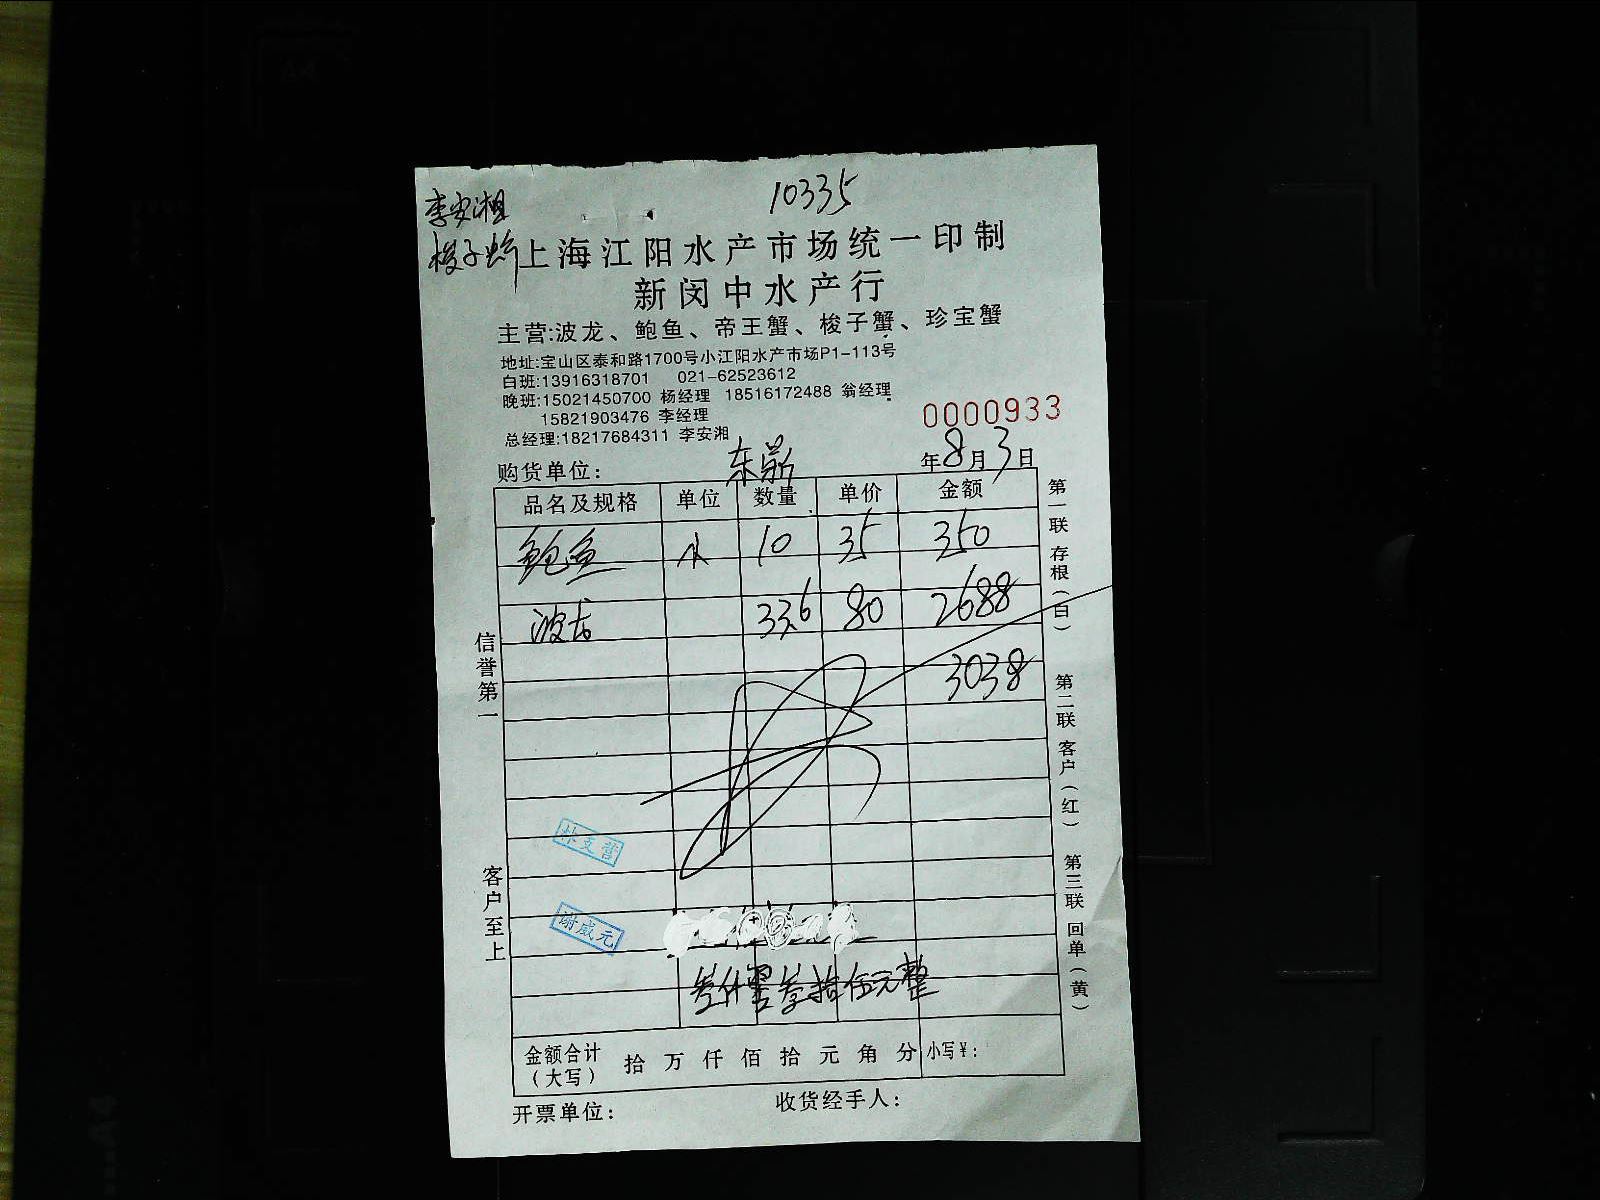 李安湘
10335
梭子蟹
上海江阳水产市场统一印制
新闵中水产行
主营:波龙、鲍鱼、帝王蟹、梭子蟹、珍宝蟹
地址:宝山区泰和路1700号小江阳水产市场P1-113号
白班:13916318701 021-62523612
晚班:15021450700 杨经理 18516172488 翁经理
15821903476 李经理
总经理:18217684311 李安湘
0000933
购货单位: 年8月3日
品名及规格 单位 数量 单价 金额
鲍鱼 10 35 350
波龙 33.6 80 2688
3038
叁仟零叁拾伍元整
金额合计(大写) 拾 万 仟 佰 拾 元 角 分 小写¥:
开票单位: 收货经手人:
信誉第一
客户至上
第一联 存根(白)
第二联 客户(红)
第三联 回单(黄)
谢威元